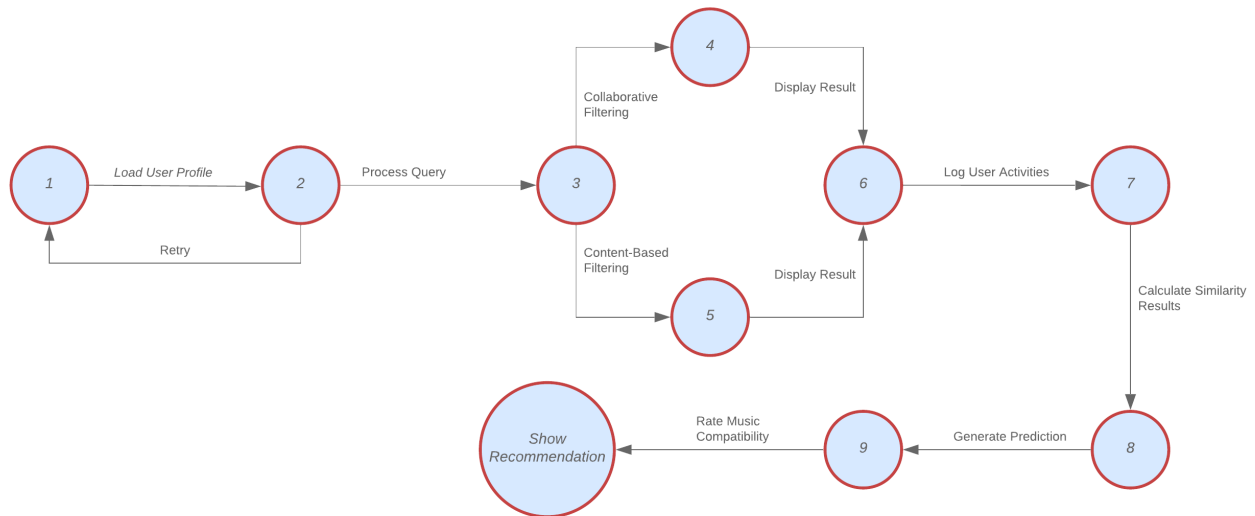 4
Collaborative
Filtering
Display Result
1
Load User Profile
2
Process Query
3
6
Log User Activities
7
Retry
Content-Based
Filtering
Display Result
5
Calculate Similarity
Results
Show
Recommendation
Rate Music
Compatibility
9
Generate Prediction
8